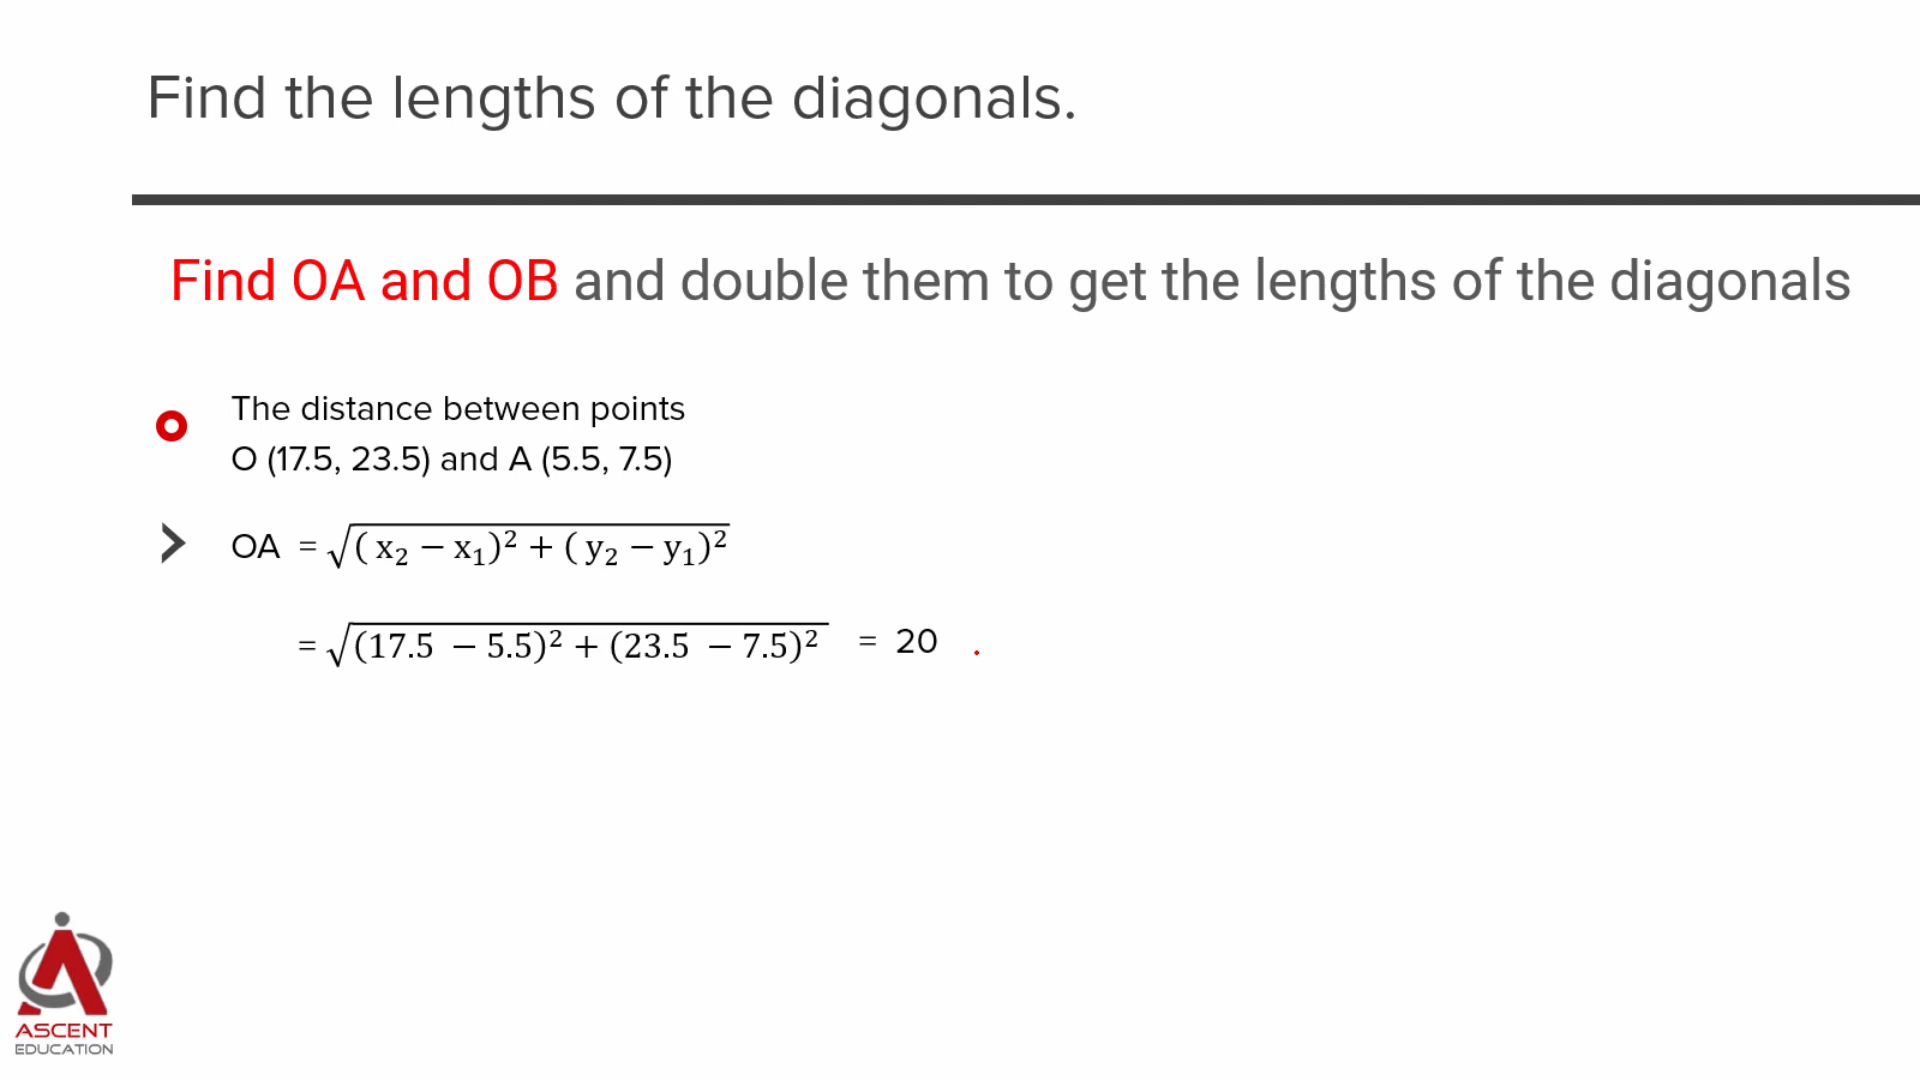 Find the lengths of the diagonals.
Find OA and OB and double them to get the lengths of the diagonals
The distance between points
O (17.5, 23.5) and A (5.5, 7.5)
OA = √(( x₂ − x₁)² + ( y₂ − y₁)²)
= √((17.5 − 5.5)² + (23.5 − 7.5)²) = 20
ASCENT
EDUCATION